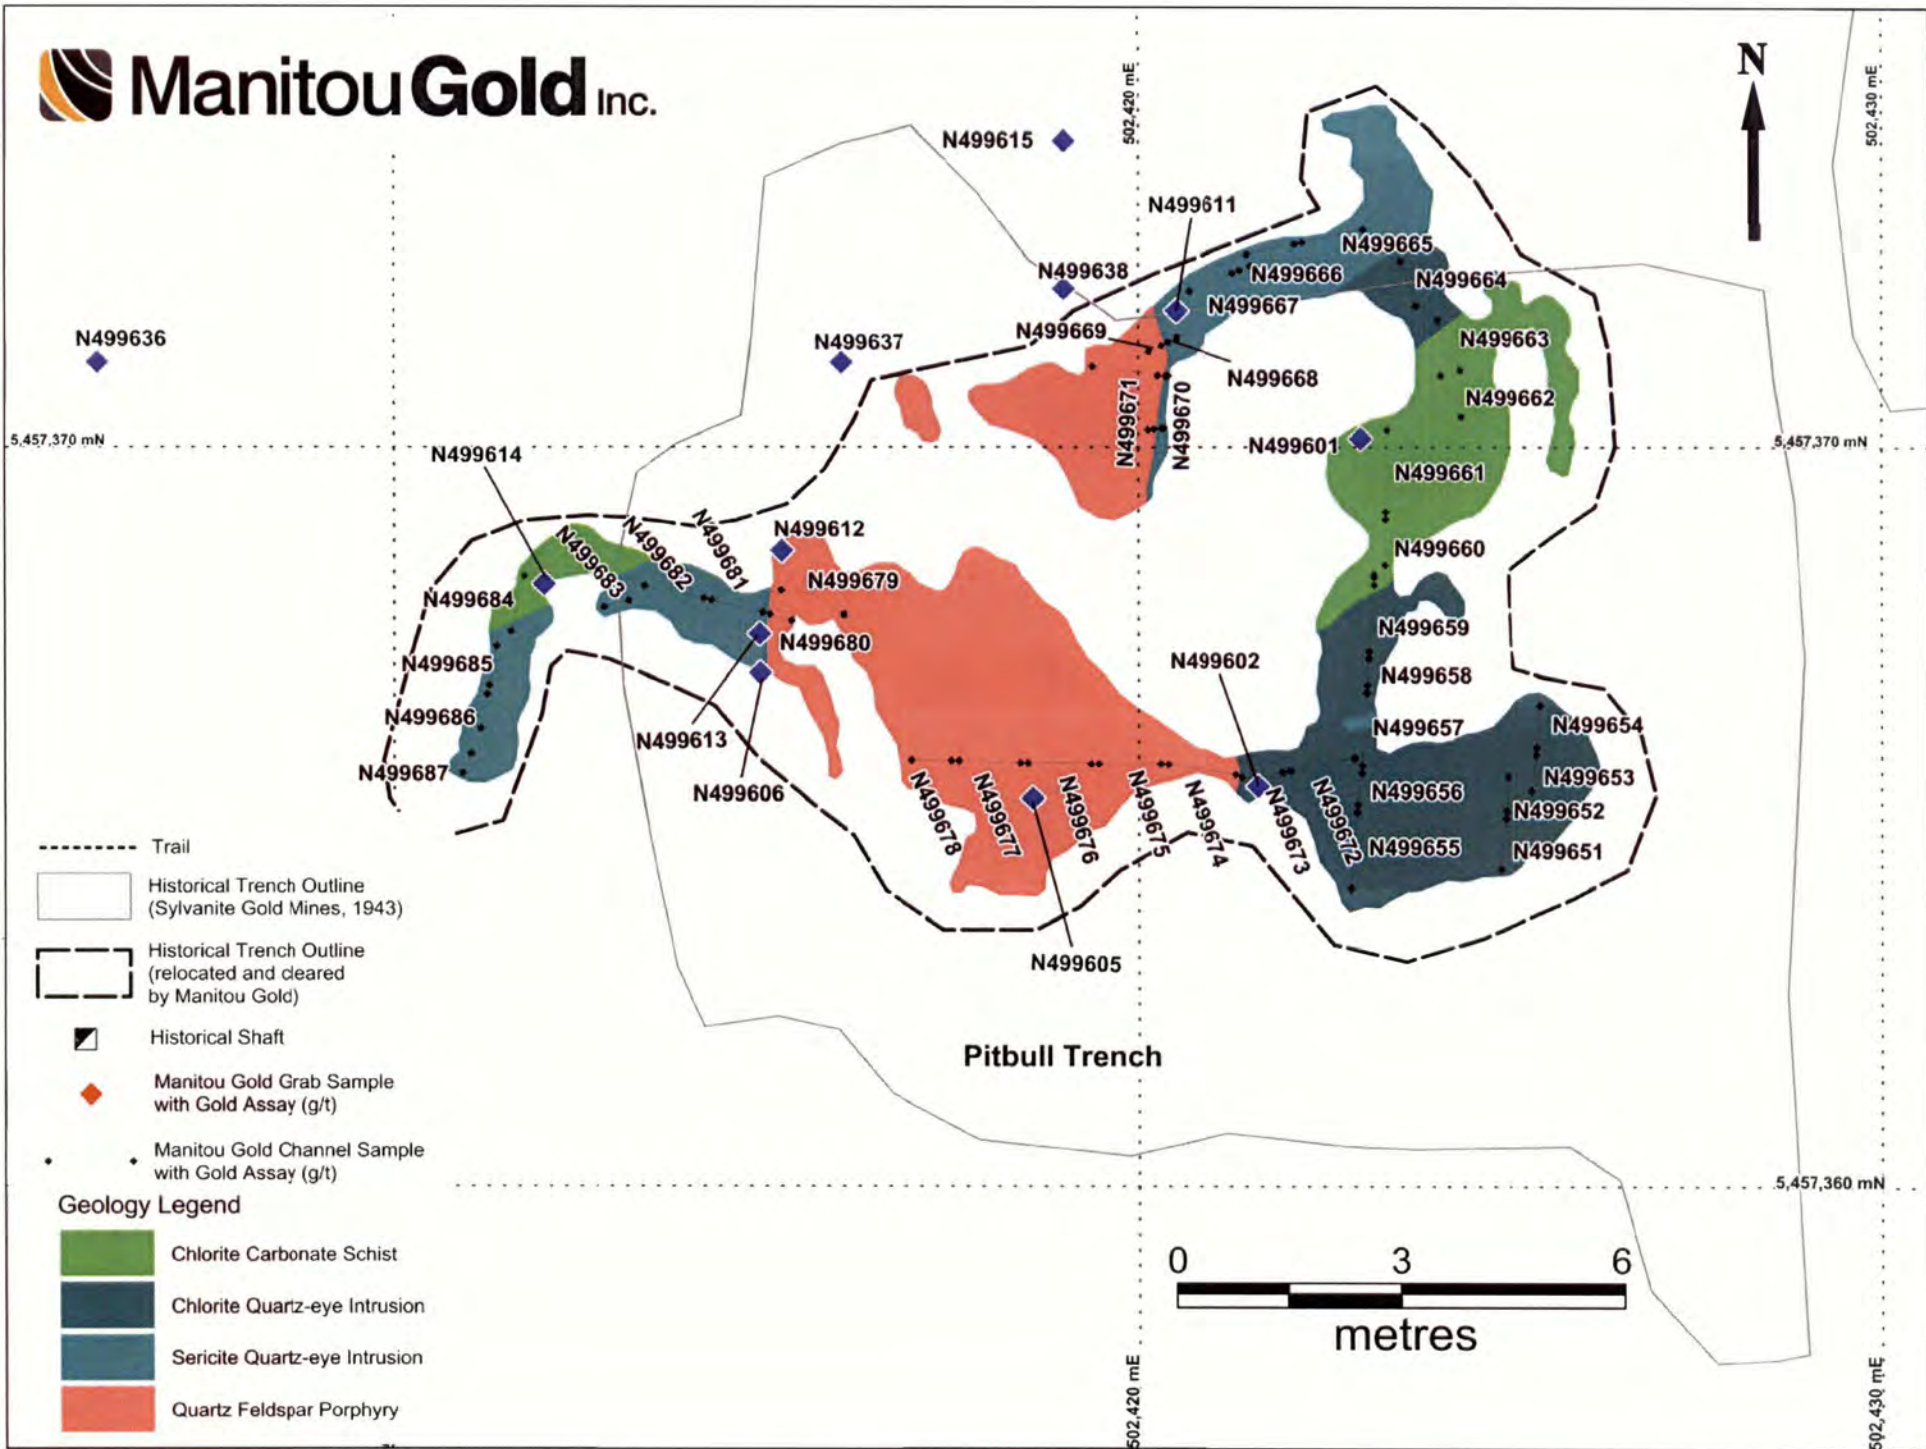 ManitouGold Inc.
N
502,420 mE
502,430 mE
N499615
N499611
N499638
N499665
N499666
N499664
N499667
N499669
N499663
N499636
N499637
N499668
N499662
N499671
N499670
5,457,370 mN
5,457,370 mN
N499601
N499614
N499661
N499612
N499681
N499682
N499683
N499660
N499679
N499684
N499659
N499680
N499602
N499685
N499658
N499686
N499657
N499654
N499613
N499687
N499653
N499606
N499656
N499652
N499678
N499677
N499676
N499675
N499674
N499673
N499672
N499655
N499651
N499605
Pitbull Trench
5,457,360 mN
Trail
Historical Trench Outline
(Sylvanite Gold Mines, 1943)
Historical Trench Outline
(relocated and cleared
by Manitou Gold)
Historical Shaft
Manitou Gold Grab Sample
with Gold Assay (g/t)
Manitou Gold Channel Sample
with Gold Assay (g/t)
Geology Legend
Chlorite Carbonate Schist
Chlorite Quartz-eye Intrusion
Sericite Quartz-eye Intrusion
Quartz Feldspar Porphyry
0 3 6
metres
502,420 mE
502,430 mE